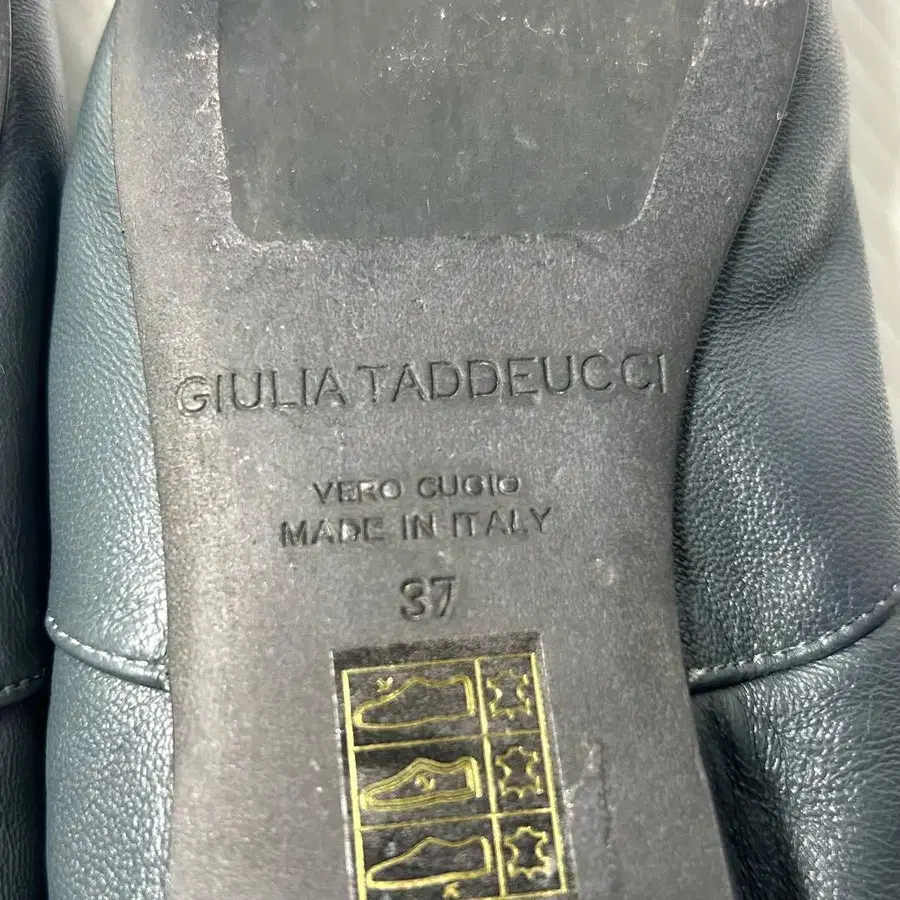 GIULIA TADDEUCCI
VERO CUOIO
MADE IN ITALY
37